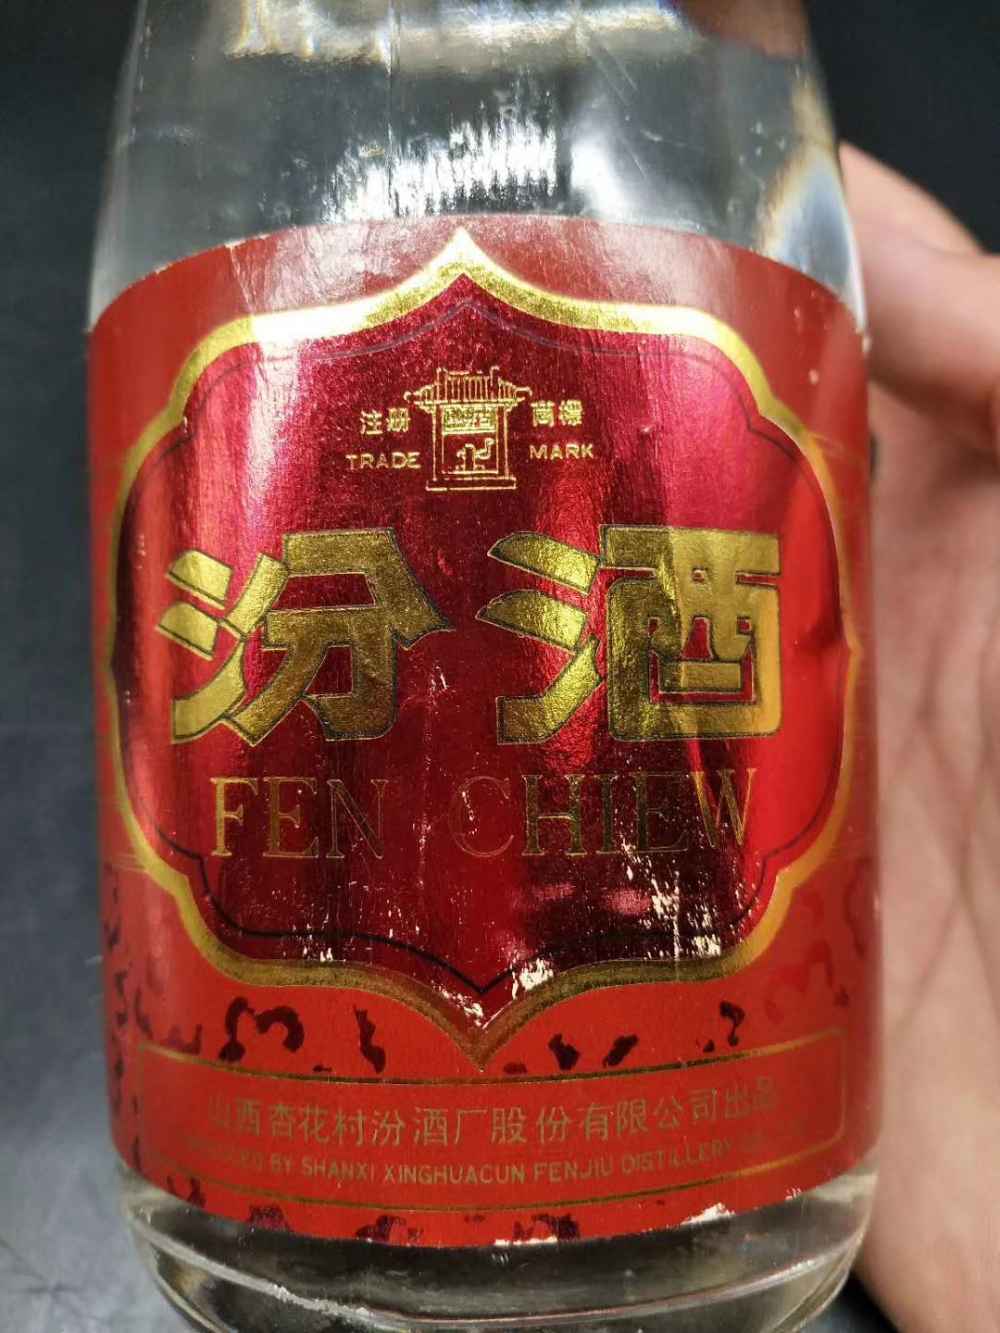 注册 商标
TRADE MARK
汾酒
FEN CHIEW
山西杏花村汾酒厂股份有限公司出品
BY SHANXI XINGHUACUN FENJIU DISTILLERY